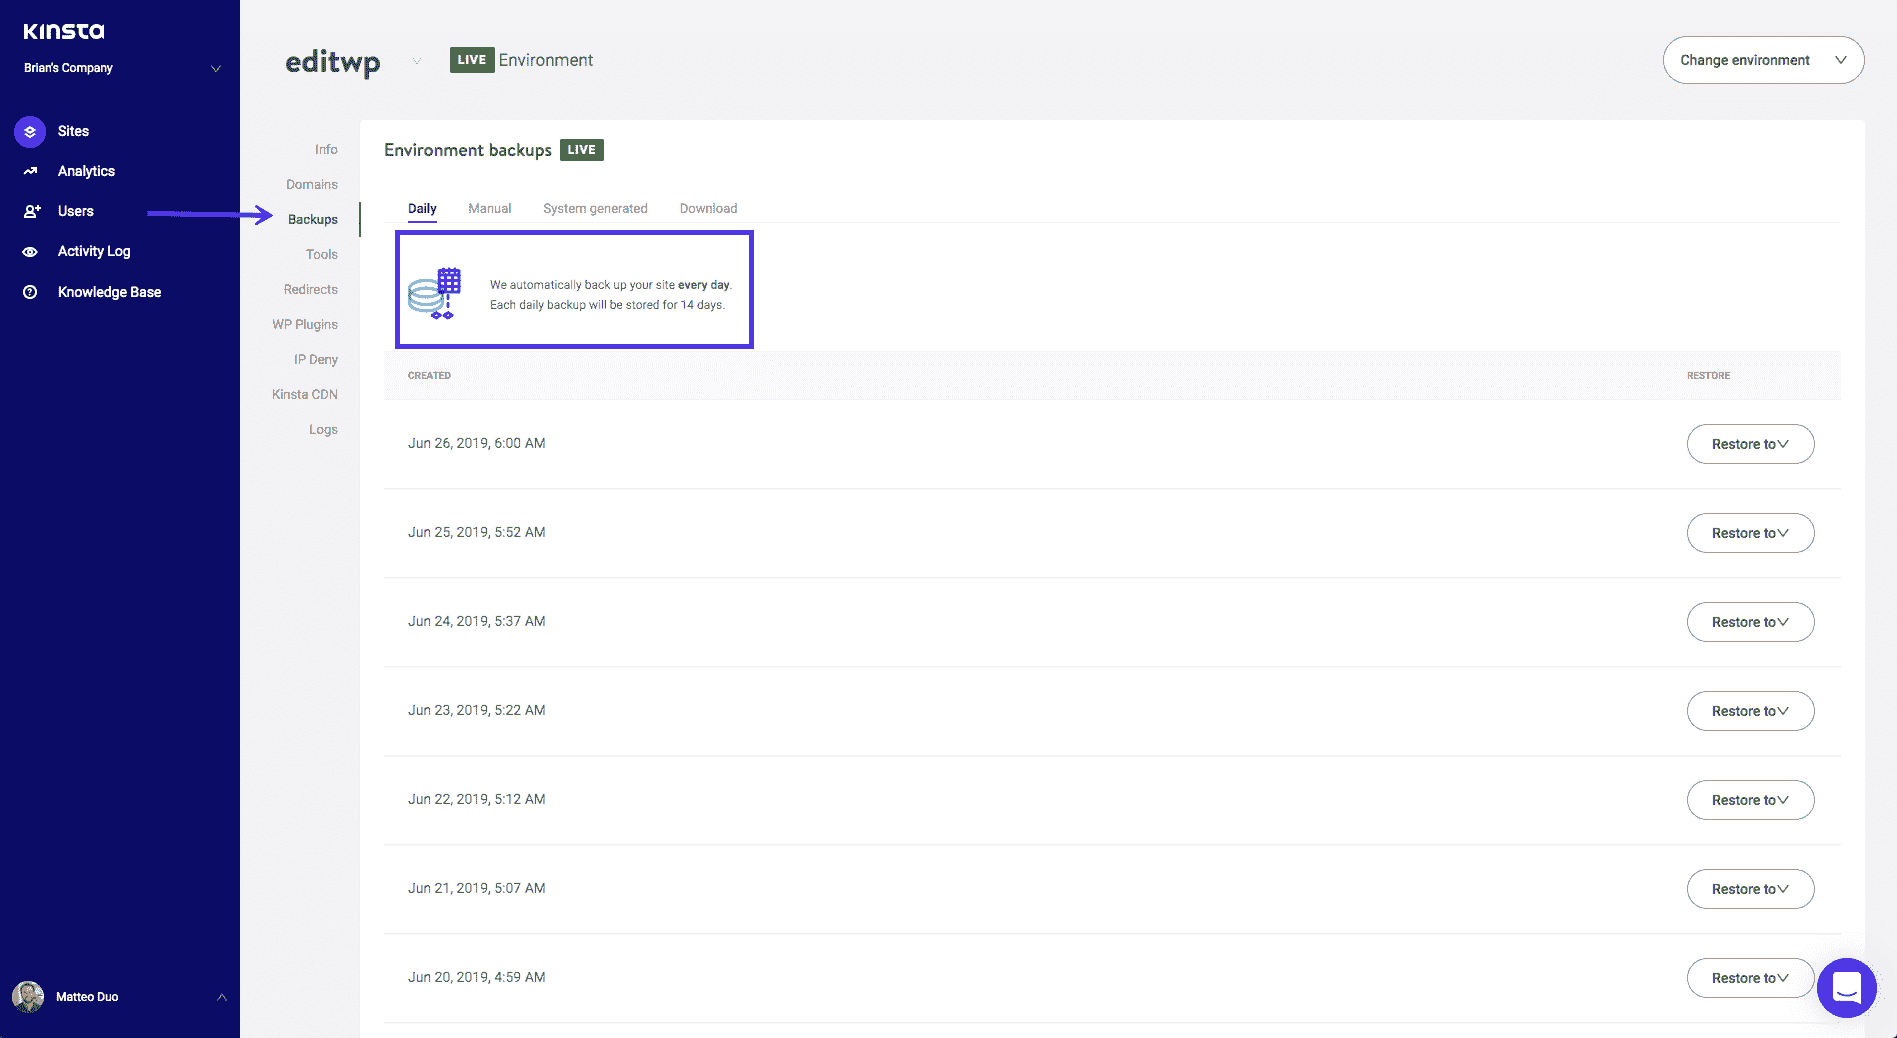 KINSTA
Brian's Company
Sites
Analytics
Users
Activity Log
Knowledge Base
Matteo Duo
editwp
LIVE Environment
Change environment
Info
Domains
Backups
Tools
Redirects
WP Plugins
IP Deny
Kinsta CDN
Logs
Environment backups LIVE
Daily Manual System generated Download
We automatically back up your site every day.
Each daily backup will be stored for 14 days.
CREATED RESTORE
Jun 26, 2019, 6:00 AM Restore to
Jun 25, 2019, 5:52 AM Restore to
Jun 24, 2019, 5:37 AM Restore to
Jun 23, 2019, 5:22 AM Restore to
Jun 22, 2019, 5:12 AM Restore to
Jun 21, 2019, 5:07 AM Restore to
Jun 20, 2019, 4:59 AM Restore to